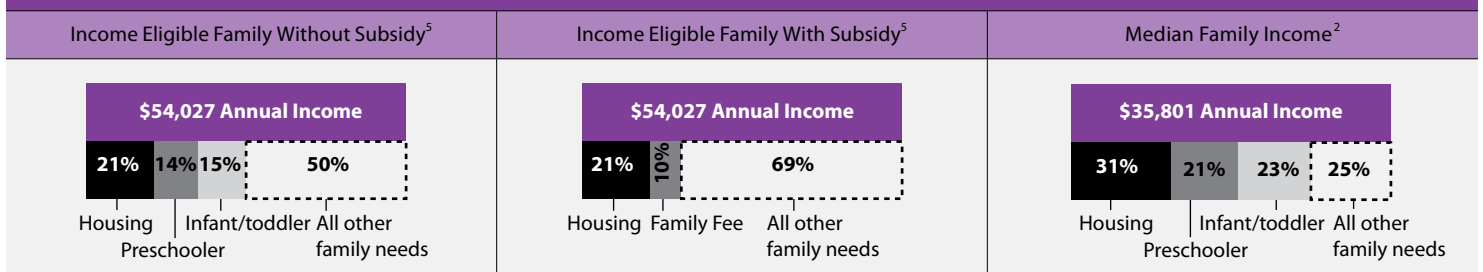 Income Eligible Family Without Subsidy⁵
Income Eligible Family With Subsidy⁵
Median Family Income²
$54,027 Annual Income
21% 14% 15% 50%
Housing Infant/toddler All other
Preschooler family needs
$54,027 Annual Income
21% 10% 69%
Housing Family Fee All other
family needs
$35,801 Annual Income
31% 21% 23% 25%
Housing Infant/toddler All other
Preschooler family needs